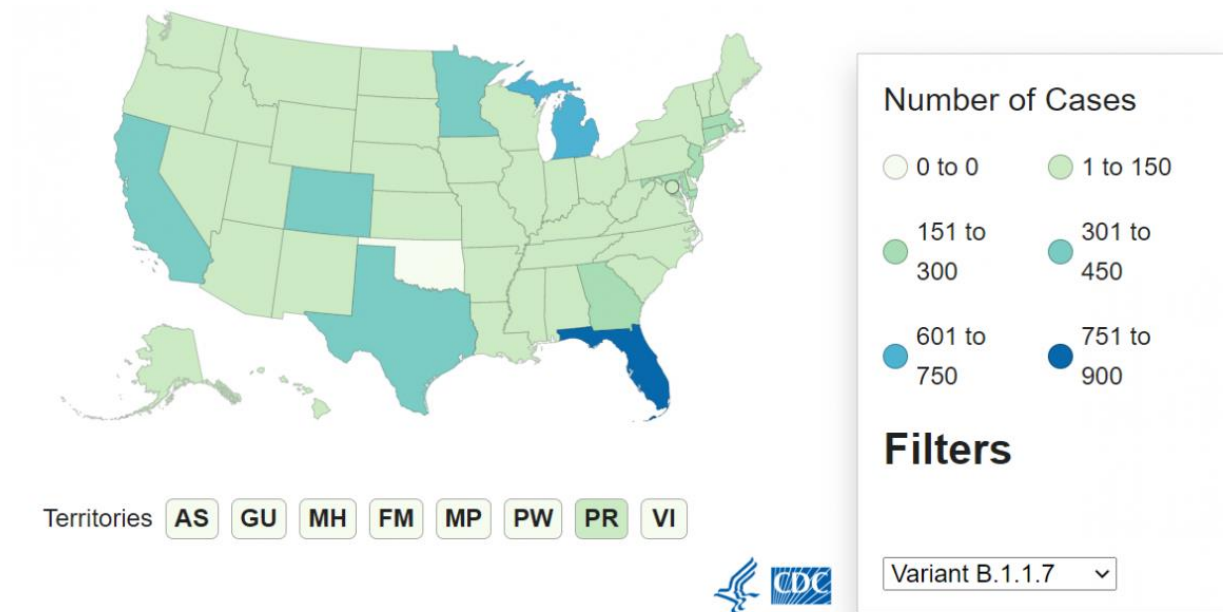 Number of Cases
0 to 0
1 to 150
151 to
300
301 to
450
601 to
750
751 to
900
Filters
Territories AS GU MH FM MP PW PR VI
CDC
Variant B.1.1.7